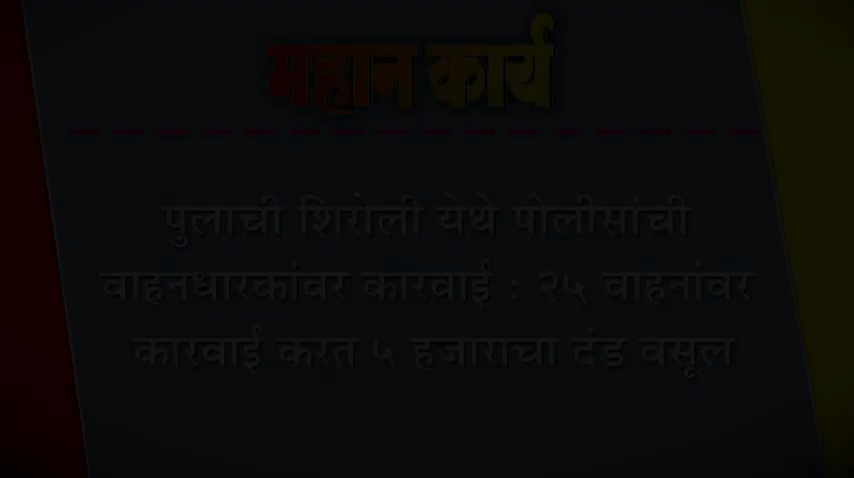 महान कार्य
पुलाची शिरोली येथे पोलीसांची
वाहनधारकांवर कारवाई : २५ वाहनांवर
कारवाई करत ५ हजाराचा दंड वसूल